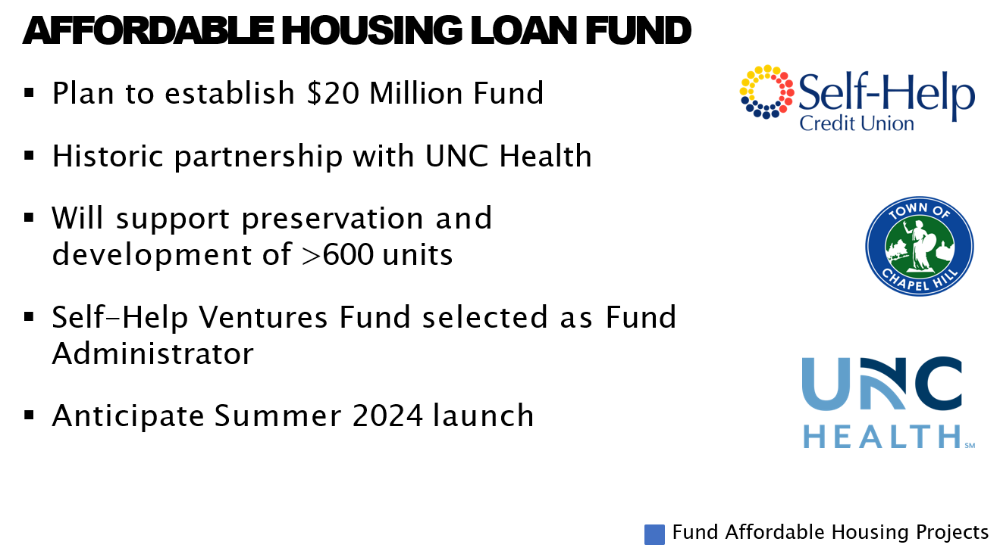 AFFORDABLE HOUSING LOAN FUND
▪ Plan to establish $20 Million Fund
▪ Historic partnership with UNC Health
▪ Will support preservation and
development of >600 units
▪ Self-Help Ventures Fund selected as Fund
Administrator
▪ Anticipate Summer 2024 launch
Self-Help
Credit Union
TOWN OF
CHAPEL HILL
UNC
HEALTH SM
Fund Affordable Housing Projects